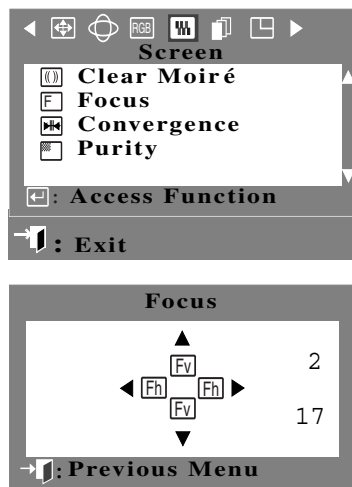 RGB
Screen
Clear Moiré
F Focus
Convergence
Purity
: Access Function
: Exit
Focus
Fv 2
Fh Fh
Fv 17
: Previous Menu